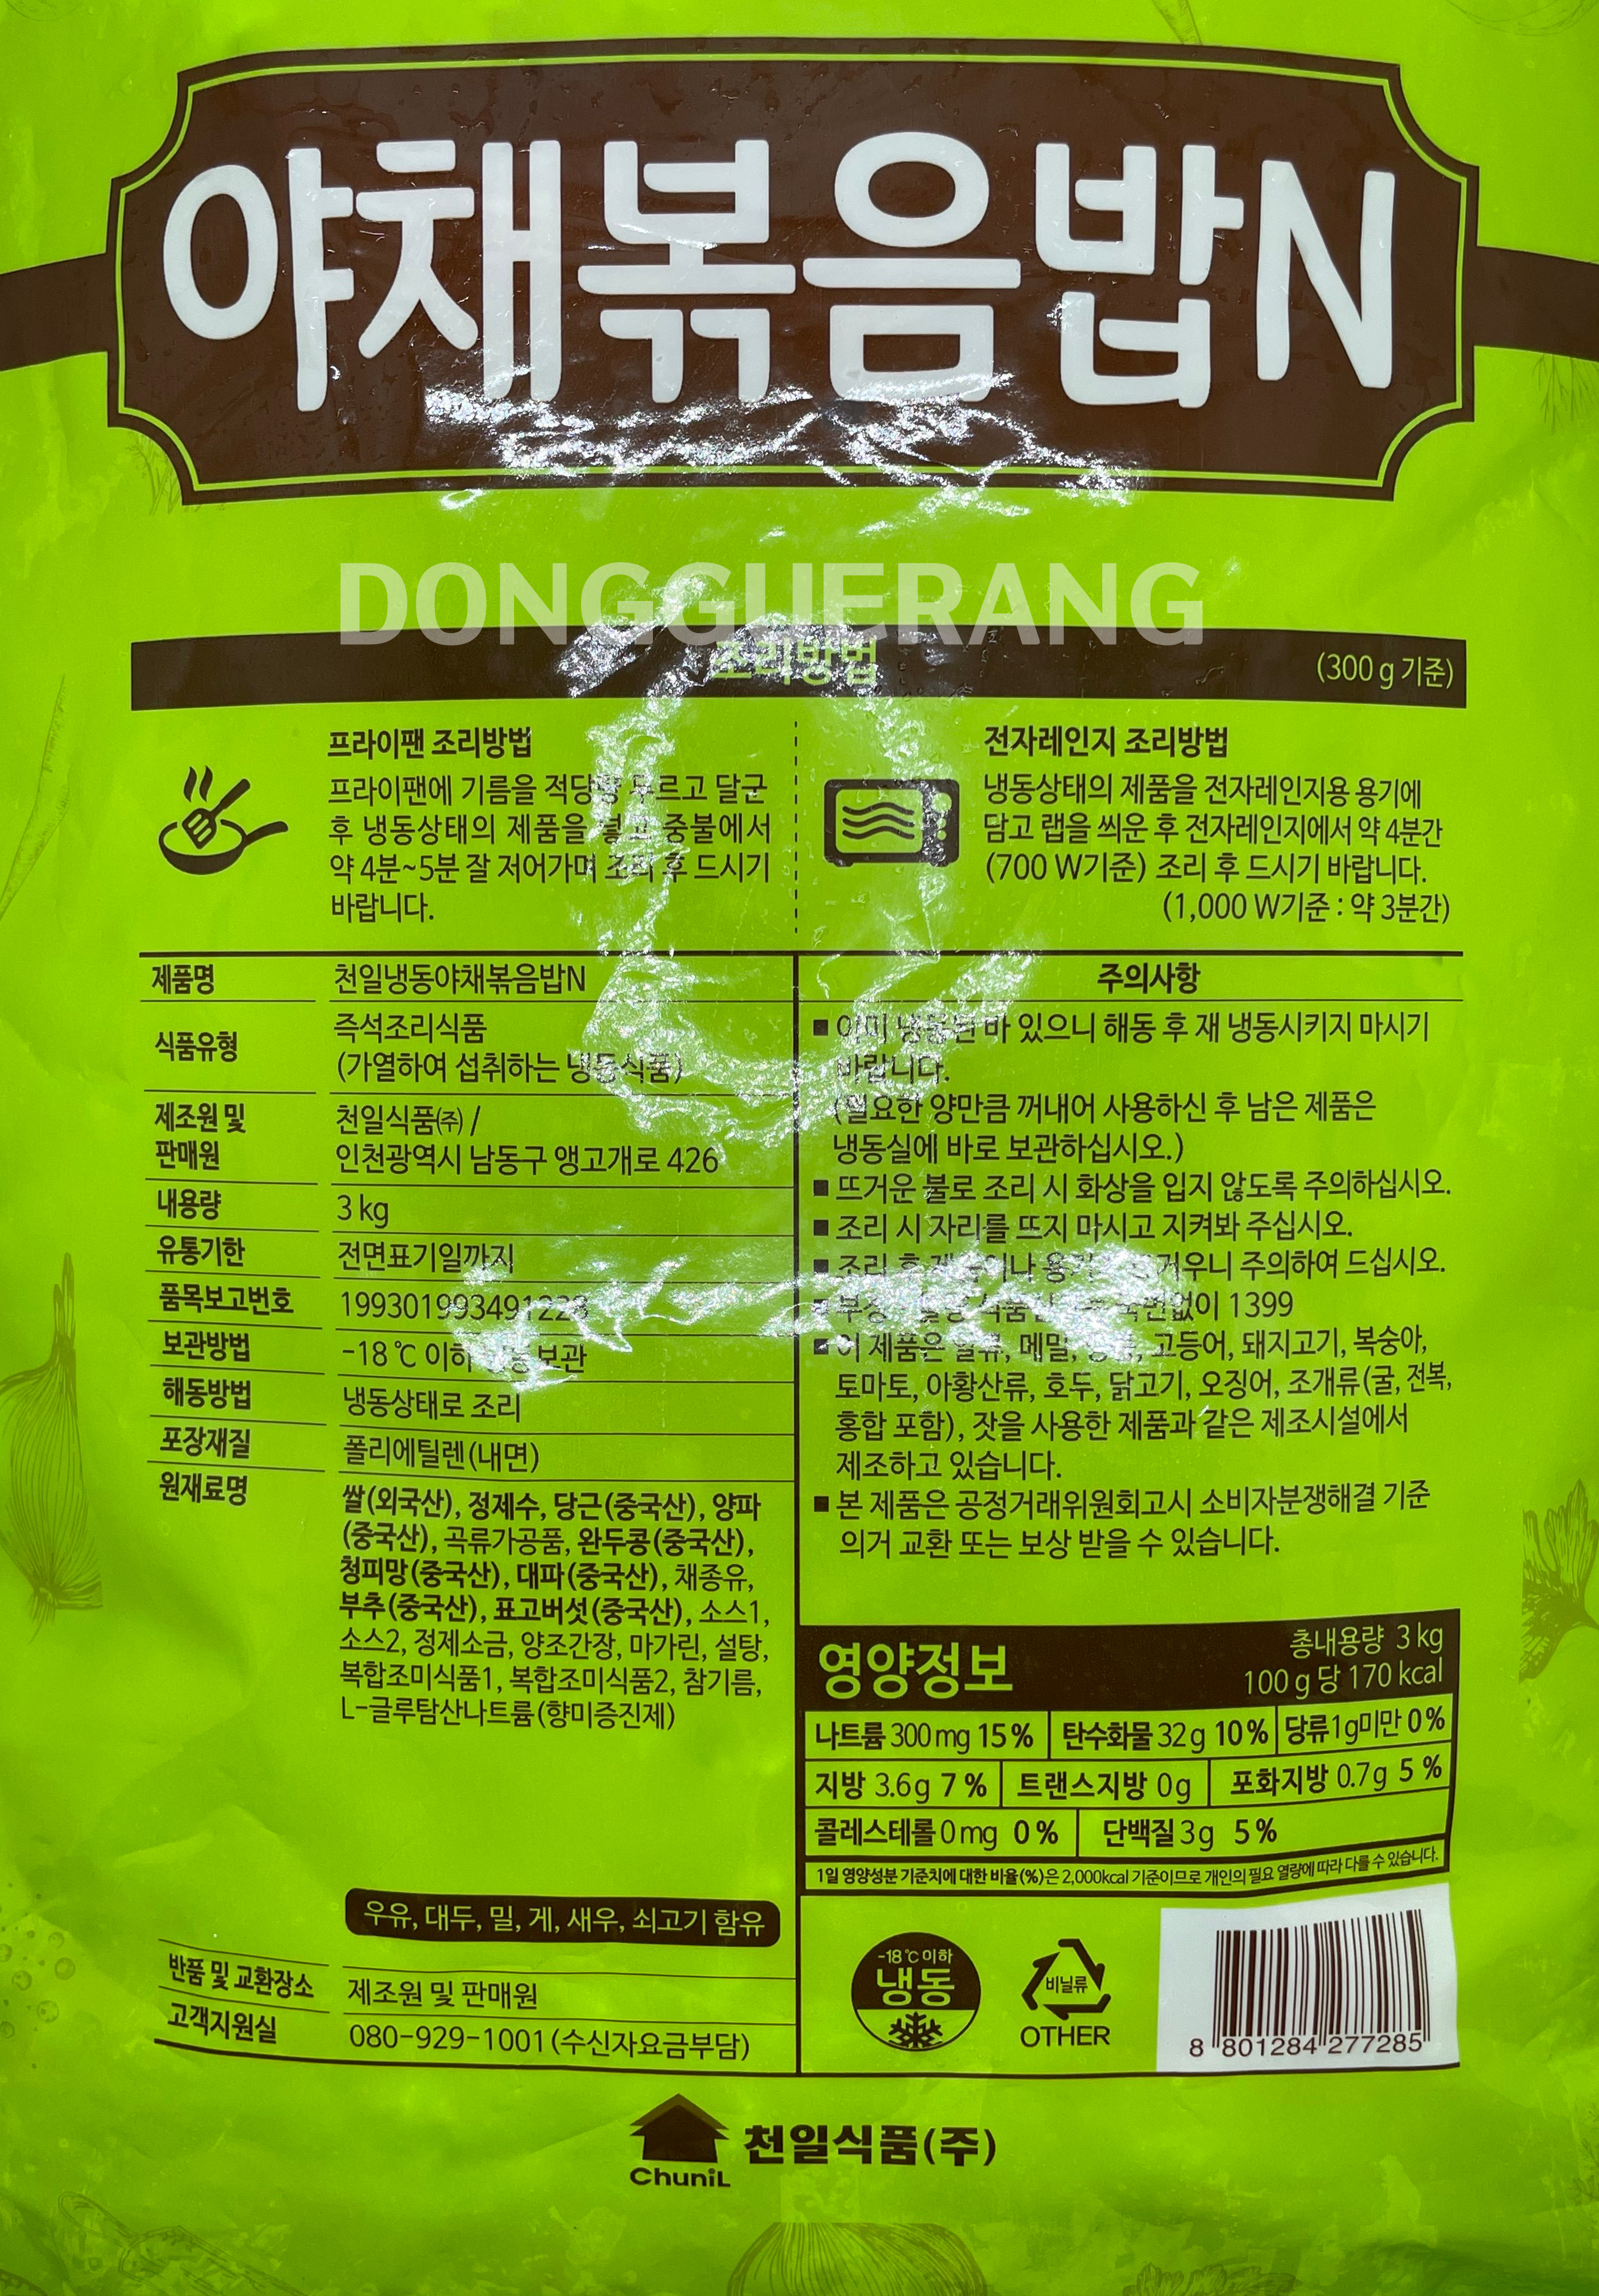 야채볶음밥N
DONGGUERANG
조리방법
(300 g 기준)
프라이팬 조리방법
프라이팬에 기름을 적당량 두르고 달군
후 냉동상태의 제품을 넣고 중불에서
약 4분~5분 잘 저어가며 조리 후 드시기
바랍니다.
전자레인지 조리방법
냉동상태의 제품을 전자레인지용 용기에
담고 랩을 씌운 후 전자레인지에서 약 4분간
(700 W기준) 조리 후 드시기 바랍니다.
(1,000 W기준 : 약 3분간)
제품명 천일냉동야채볶음밥N
식품유형 즉석조리식품
(가열하여 섭취하는 냉동식품)
제조원 및 천일식품㈜ /
판매원 인천광역시 남동구 앵고개로 426
내용량 3 kg
유통기한 전면표기일까지
품목보고번호
보관방법 -18 ℃ 이하 보관
해동방법 냉동상태로 조리
포장재질 폴리에틸렌(내면)
원재료명 쌀(외국산), 정제수, 당근(중국산), 양파
(중국산), 곡류가공품, 완두콩(중국산),
청피망(중국산), 대파(중국산), 채종유,
부추(중국산), 표고버섯(중국산), 소스1,
소스2, 정제소금, 양조간장, 마가린, 설탕,
복합조미식품1, 복합조미식품2, 참기름,
L-글루탐산나트륨(향미증진제)
우유, 대두, 밀, 게, 새우, 쇠고기 함유
반품 및 교환장소 제조원 및 판매원
고객지원실 080-929-1001(수신자요금부담)
주의사항
■ 이미 냉동된 바 있으니 해동 후 재 냉동시키지 마시기
바랍니다.
(필요한 양만큼 꺼내어 사용하신 후 남은 제품은
냉동실에 바로 보관하십시오.)
■ 뜨거운 불로 조리 시 화상을 입지 않도록 주의하십시오.
■ 조리 시 자리를 뜨지 마시고 지켜봐 주십시오.
■ 조리 후 주의하여 드십시오.
■ 국번없이 1399
■ 이 제품은 메밀, 고등어, 돼지고기, 복숭아,
토마토, 아황산류, 호두, 닭고기, 오징어, 조개류(굴, 전복,
홍합 포함), 잣을 사용한 제품과 같은 제조시설에서
제조하고 있습니다.
■ 본 제품은 공정거래위원회고시 소비자분쟁해결 기준
의거 교환 또는 보상 받을 수 있습니다.
영양정보
총내용량 3 kg
100 g 당 170 kcal
나트륨 300 mg 15 % 탄수화물 32 g 10 % 당류 1 g미만 0 %
지방 3.6 g 7 % 트랜스지방 0 g 포화지방 0.7 g 5 %
콜레스테롤 0 mg 0 % 단백질 3 g 5 %
1일 영양성분 기준치에 대한 비율(%)은 2,000kcal 기준이므로 개인의 필요 열량에 따라 다를 수 있습니다.
-18 ℃ 이하
냉동
비닐류
OTHER
8 801284 277285
ChuniL
천일식품(주)